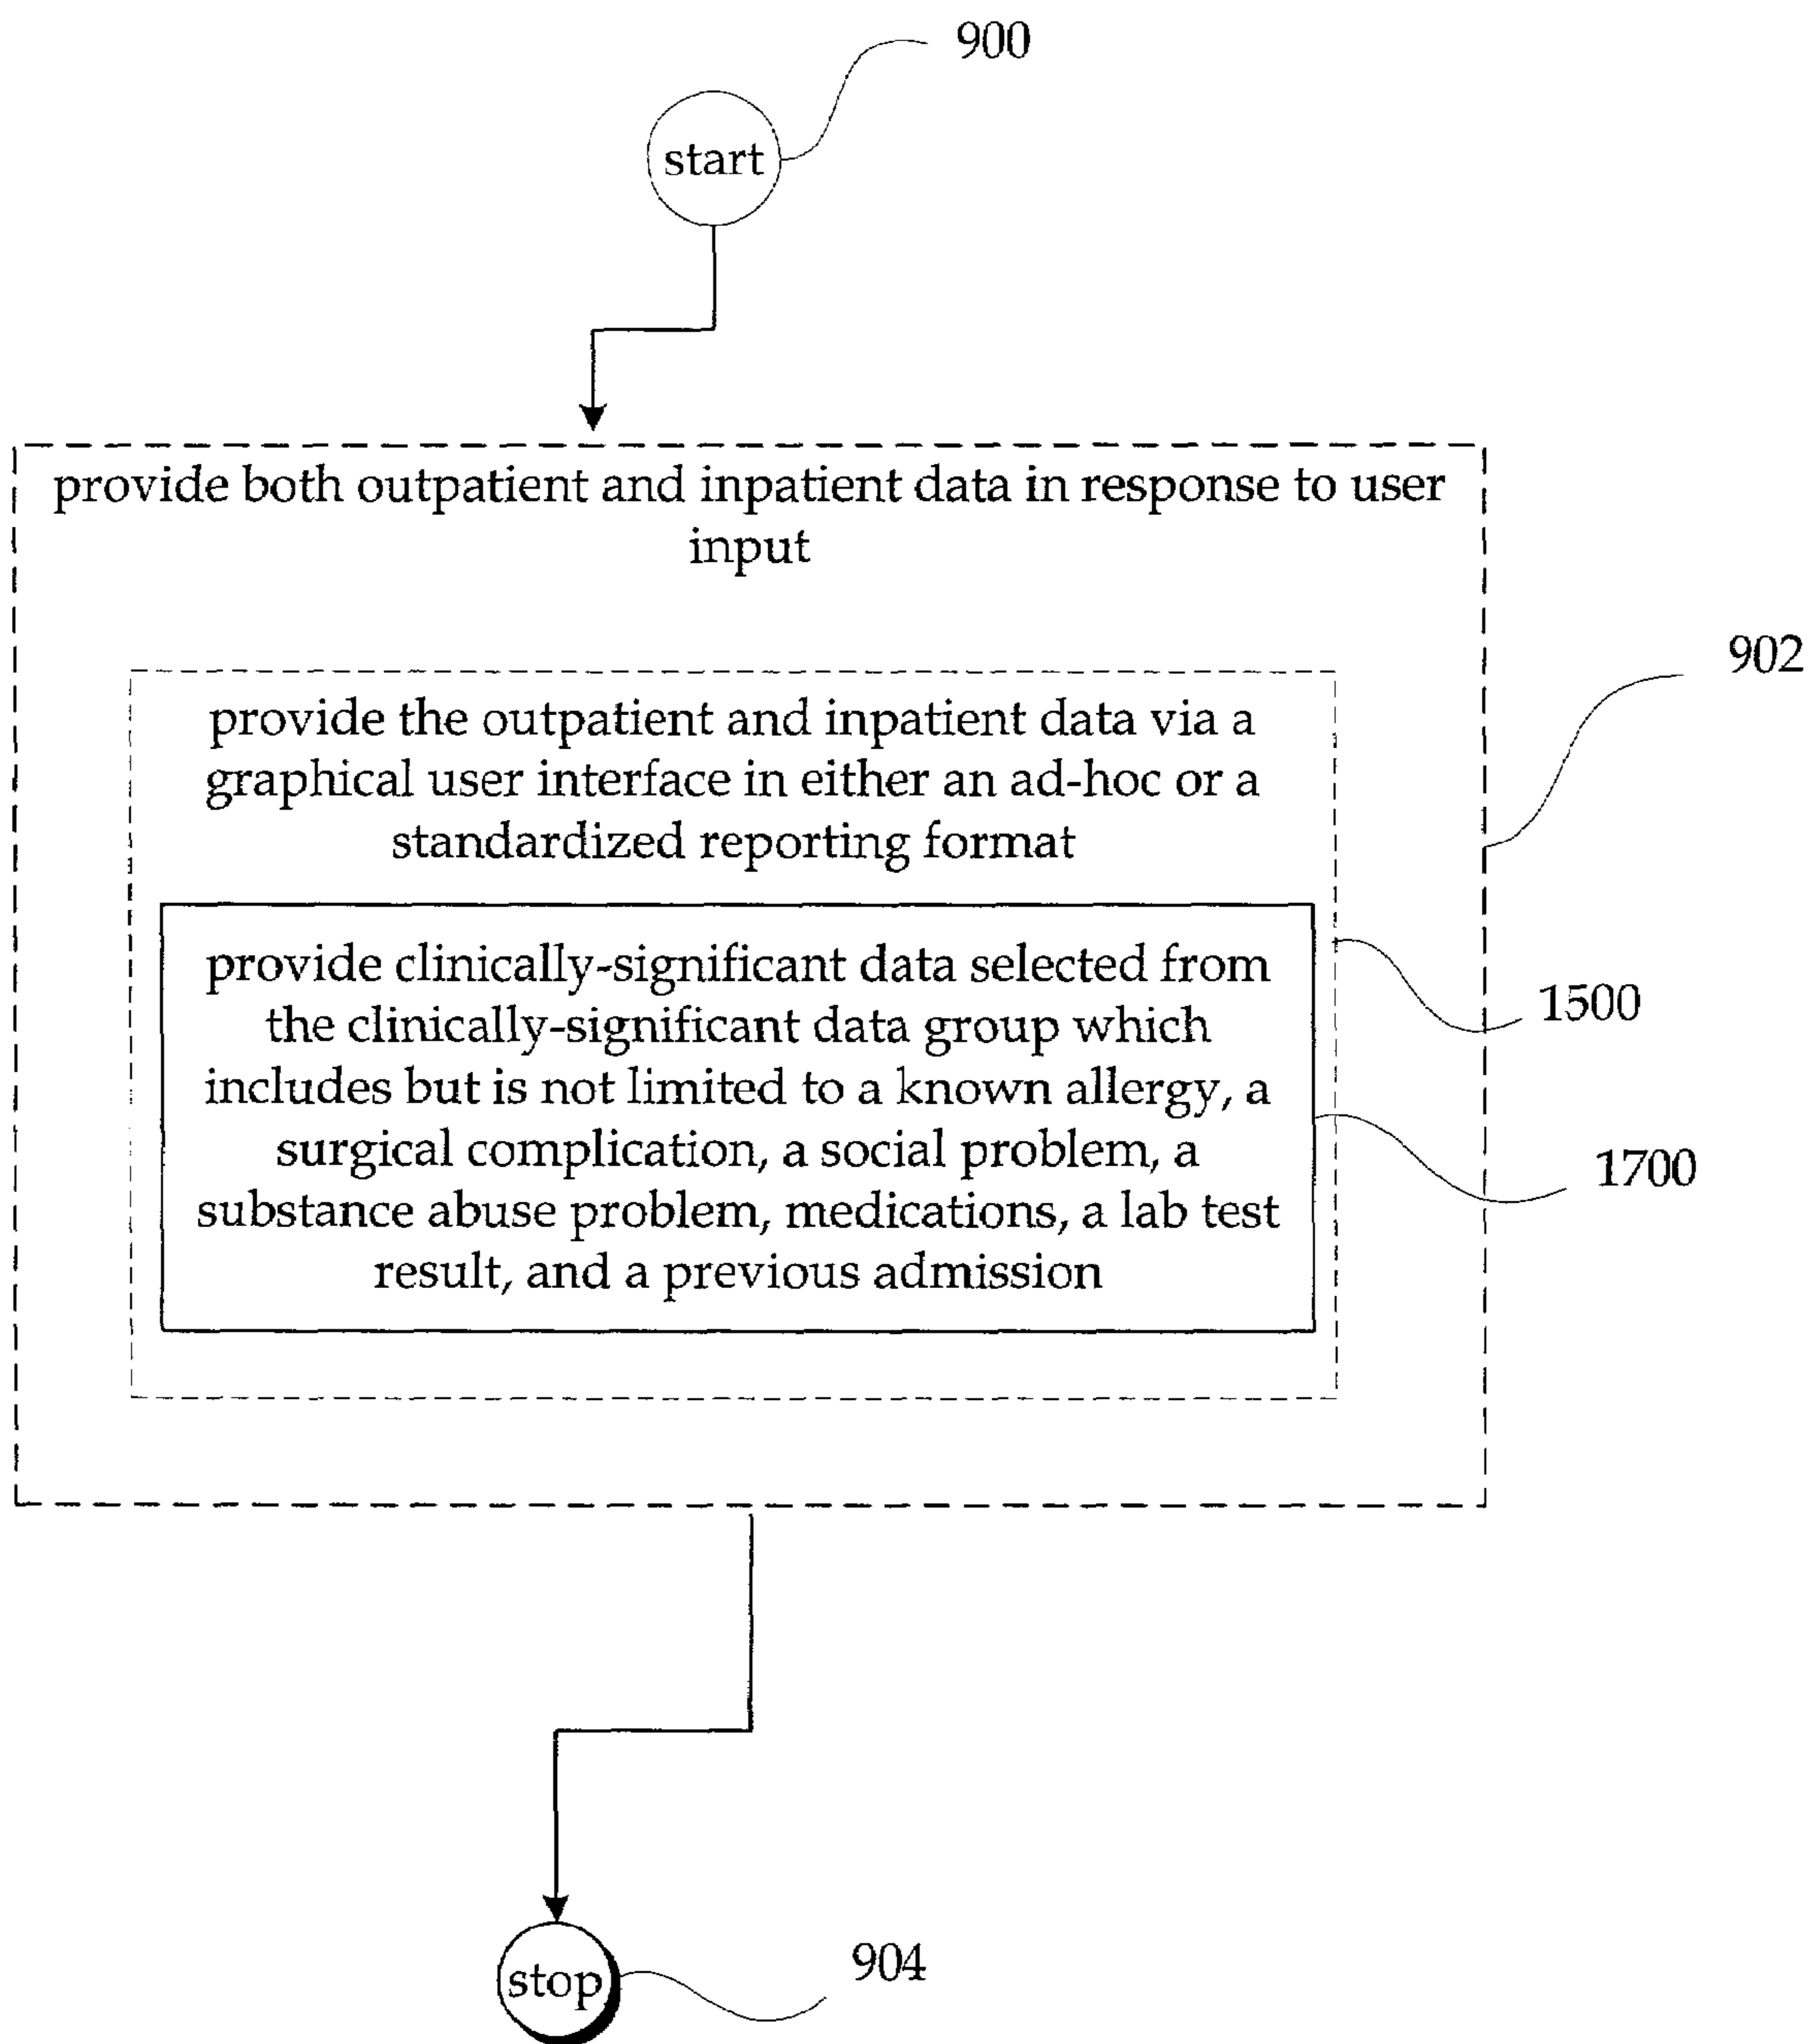 900
start
provide both outpatient and inpatient data in response to user
input
902
provide the outpatient and inpatient data via a
graphical user interface in either an ad-hoc or a
standardized reporting format
provide clinically-significant data selected from
the clinically-significant data group which
includes but is not limited to a known allergy, a
surgical complication, a social problem, a
substance abuse problem, medications, a lab test
result, and a previous admission
1500
1700
904
stop